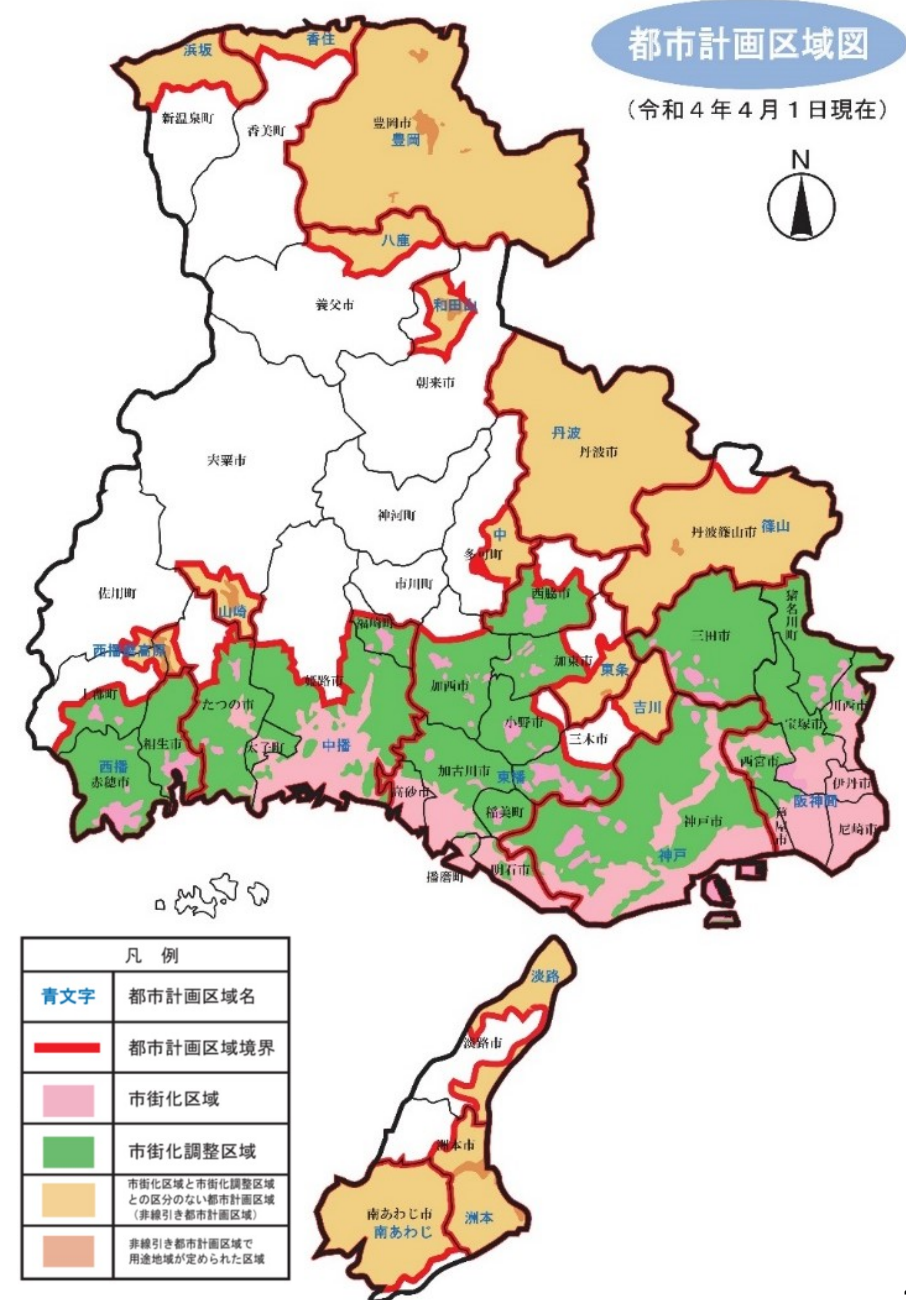 都市計画区域図
(令和4年4月1日現在)
N
浜坂
香住
新温泉町
香美町
豊岡市
豊岡
八鹿
養父市
和田山
朝来市
丹波
丹波市
宍粟市
神河町
中
多可町
丹波篠山市
篠山
佐用町
市川町
山崎
西脇市
猪名川町
福崎町
三田市
西播磨高原
上郡町
姫路市
加東市
東条
加西市
たつの市
吉川
川西市
宝塚市
相生市
太子町
中播
小野市
三木市
西播
赤穂市
加古川市
東播
西宮市
伊丹市
高砂市
稲美町
阪神間
神戸市
芦屋市
尼崎市
神戸
播磨町
明石市
淡路
淡路市
洲本市
南あわじ市
南あわじ
洲本
凡 例
青文字
都市計画区域名
都市計画区域境界
市街化区域
市街化調整区域
市街化区域と市街化調整区域
との区分のない都市計画区域
(非線引き都市計画区域)
非線引き都市計画区域で
用途地域が定められた区域